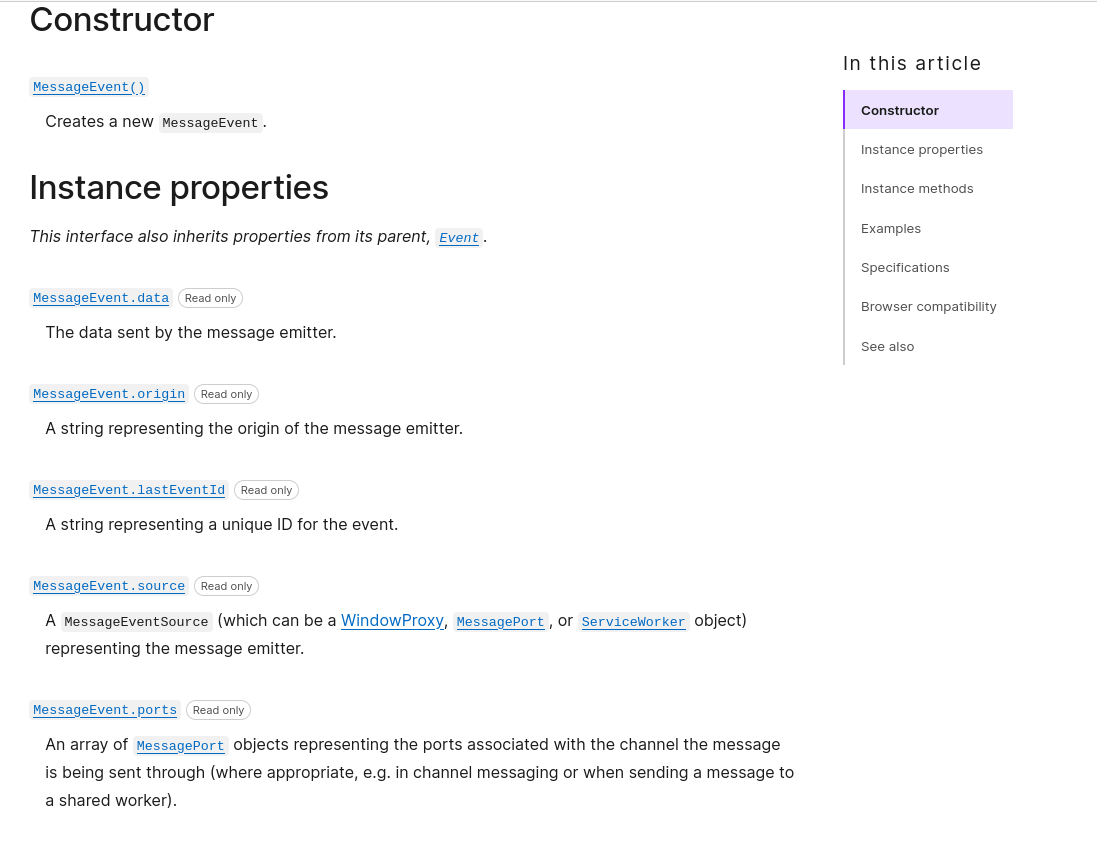 Constructor
MessageEvent()
Creates a new MessageEvent.
Instance properties
This interface also inherits properties from its parent, Event.
MessageEvent.data Read only
The data sent by the message emitter.
MessageEvent.origin Read only
A string representing the origin of the message emitter.
MessageEvent.lastEventId Read only
A string representing a unique ID for the event.
MessageEvent.source Read only
A MessageEventSource (which can be a WindowProxy, MessagePort, or ServiceWorker object)
representing the message emitter.
MessageEvent.ports Read only
An array of MessagePort objects representing the ports associated with the channel the message
is being sent through (where appropriate, e.g. in channel messaging or when sending a message to
a shared worker).
In this article
Constructor
Instance properties
Instance methods
Examples
Specifications
Browser compatibility
See also